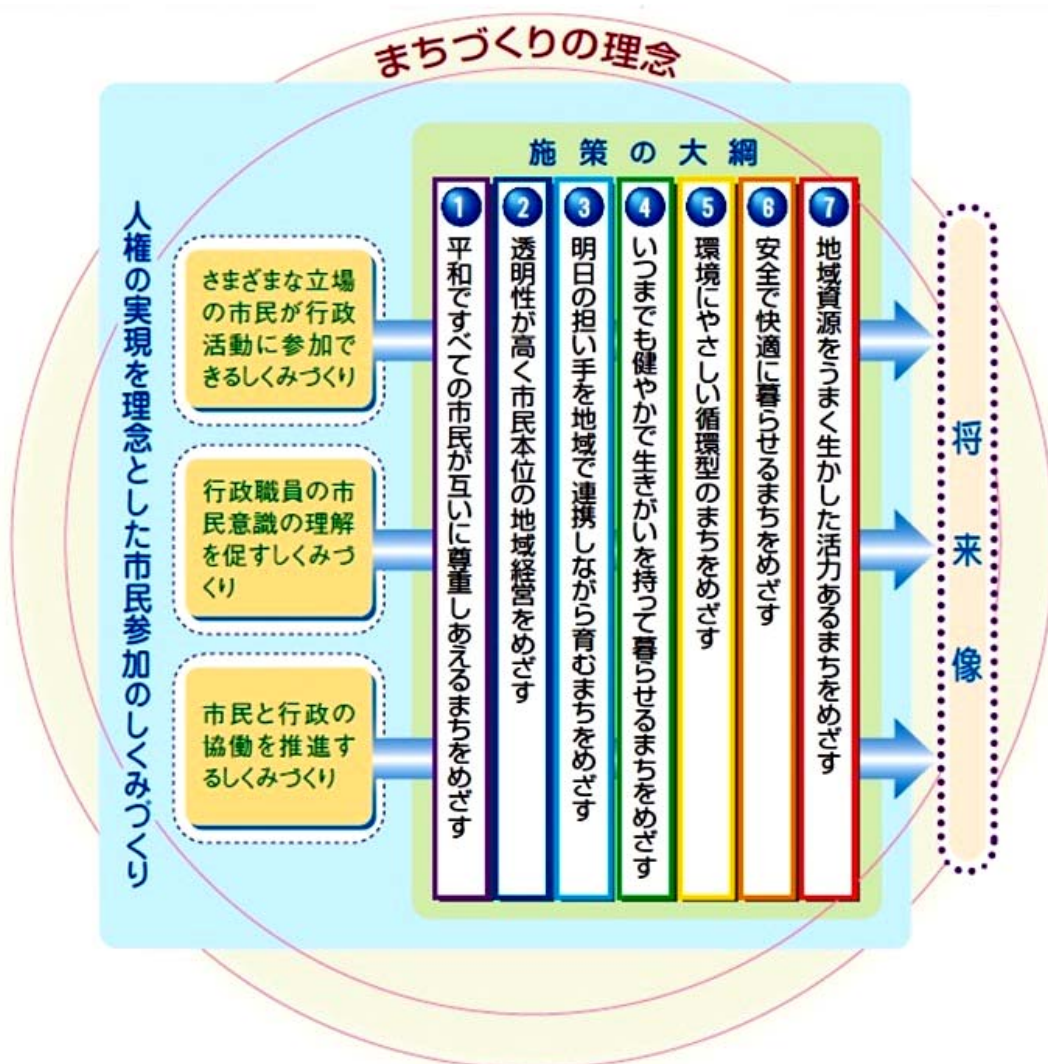 まちづくりの理念
人権の実現を理念とした市民参加のしくみづくり
さまざまな立場
の市民が行政
活動に参加で
きるしくみづくり
行政職員の市
民意識の理解
を促すしくみづ
くり
市民と行政の
協働を推進す
るしくみづくり
施策の大綱
1 平和ですべての市民が互いに尊重しあえるまちをめざす
2 透明性が高く市民本位の地域経営をめざす
3 明日の担い手を地域で連携しながら育むまちをめざす
4 いつまでも健やかで生きがいを持って暮らせるまちをめざす
5 環境にやさしい循環型のまちをめざす
6 安全で快適に暮らせるまちをめざす
7 地域資源をうまく生かした活力あるまちをめざす
将来像